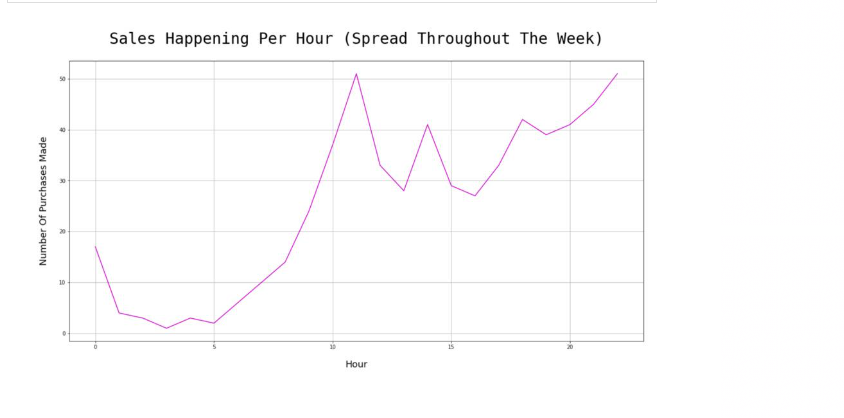 Sales Happening Per Hour (Spread Throughout The Week)
Number Of Purchases Made
50
40
30
20
10
0
0 5 10 15 20
Hour